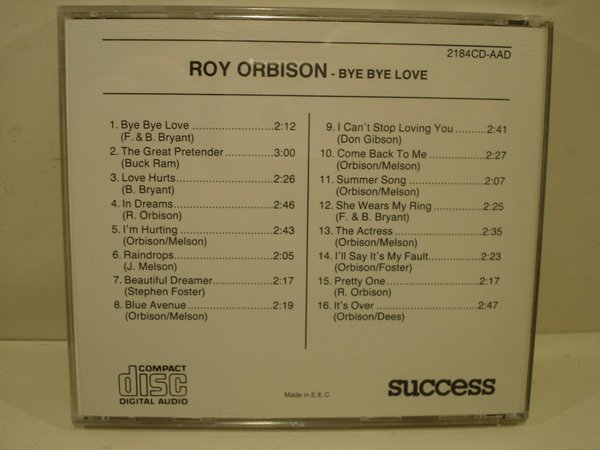 2184CD-AAD
ROY ORBISON - BYE BYE LOVE
1. Bye Bye Love ....................2:12
(F. & B. Bryant)
2. The Great Pretender ............3:00
(Buck Ram)
3. Love Hurts........................2:26
(B. Bryant)
4. In Dreams ........................2:46
(R. Orbison)
5. I'm Hurting .......................2:43
(Orbison/Melson)
6. Raindrops........................2:05
(J. Melson)
7. Beautiful Dreamer...............2:17
(Stephen Foster)
8. Blue Avenue .....................2:19
(Orbison/Melson)
9. I Can't Stop Loving You ........2:41
(Don Gibson)
10. Come Back To Me ..............2:27
(Orbison/Melson)
11. Summer Song ..................2:07
(Orbison/Melson)
12. She Wears My Ring ............2:25
(F. & B. Bryant)
13. The Actress .....................2:35
(Orbison/Melson)
14. I'll Say It's My Fault............2:23
(Orbison/Foster)
15. Pretty One.......................2:17
(R. Orbison)
16. It's Over .........................2:47
(Orbison/Dees)
COMPACT
disc
DIGITAL AUDIO
Made in E.E.C.
success